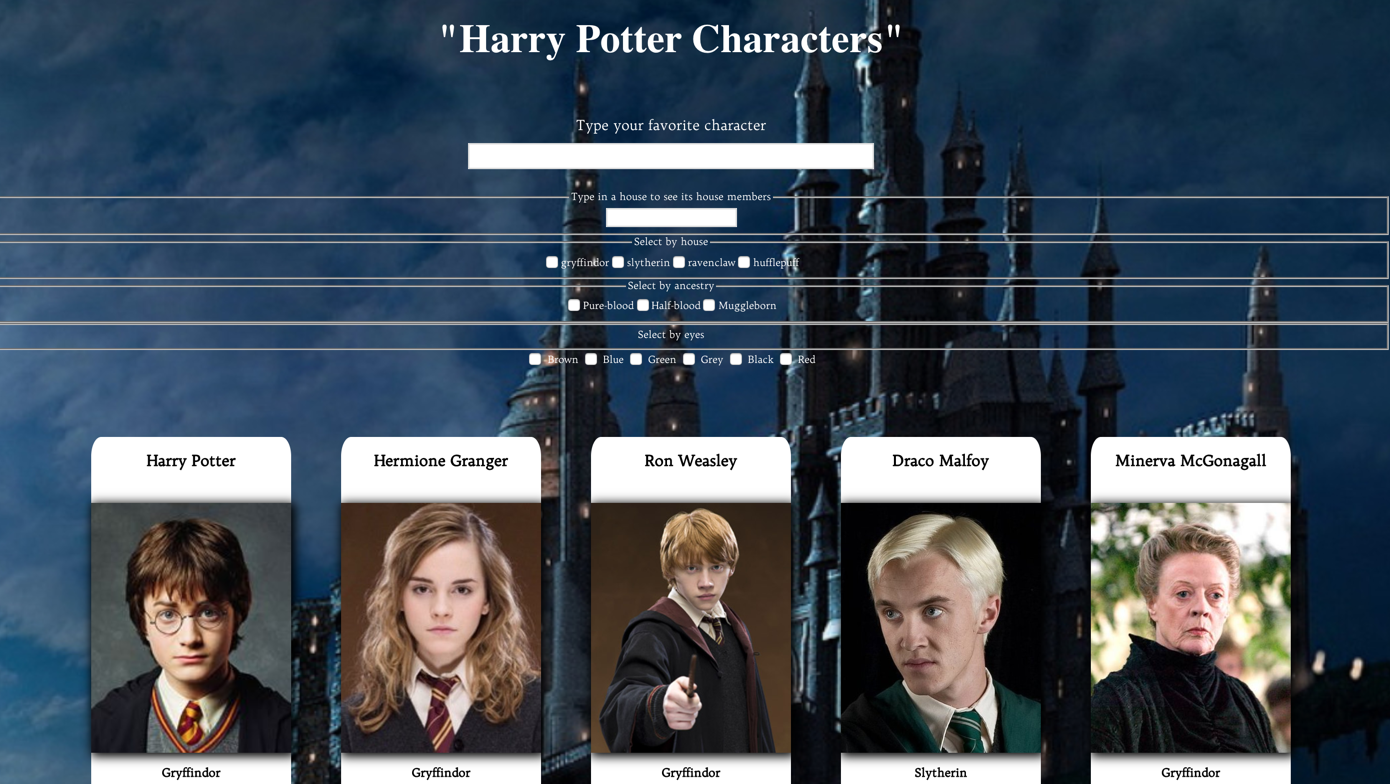 "Harry Potter Characters"
Type your favorite character
Type in a house to see its house members
Select by house
gryffindor slytherin ravenclaw hufflepuff
Select by ancestry
Pure-blood Half-blood Muggleborn
Select by eyes
Brown Blue Green Grey Black Red
Harry Potter Hermione Granger Ron Weasley Draco Malfoy Minerva McGonagall
Gryffindor Gryffindor Gryffindor Slytherin Gryffindor